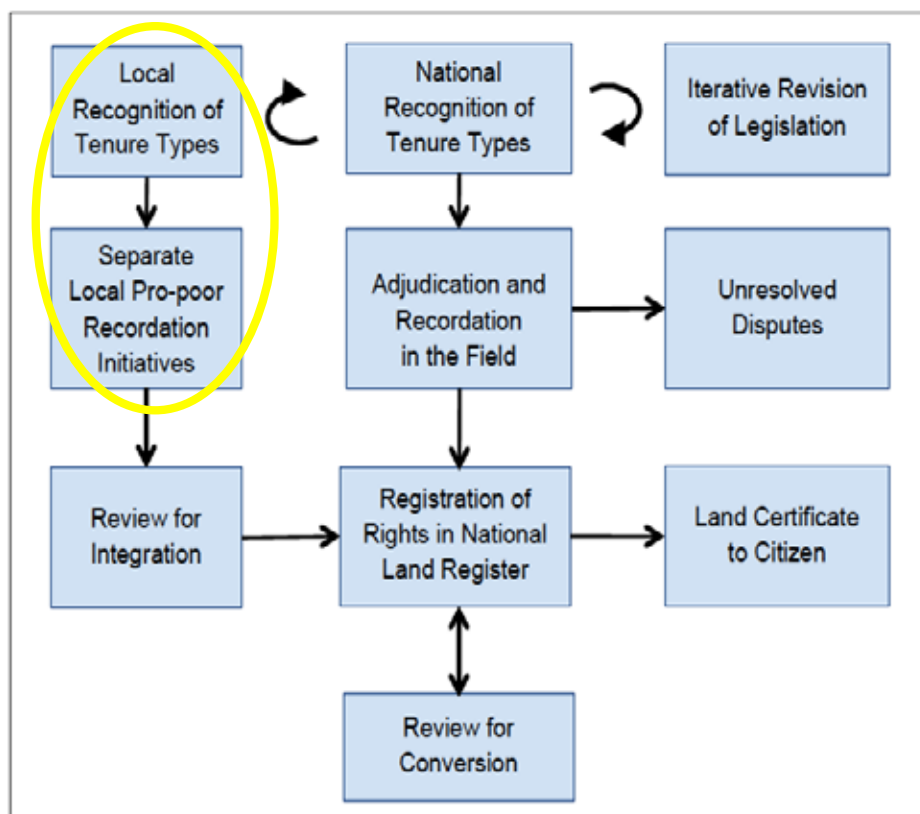 Local
Recognition of
Tenure Types
National
Recognition of
Tenure Types
Iterative Revision
of Legislation
Separate
Local Pro-poor
Recordation
Initiatives
Adjudication and
Recordation
in the Field
Unresolved
Disputes
Review for
Integration
Registration of
Rights in National
Land Register
Land Certificate
to Citizen
Review for
Conversion